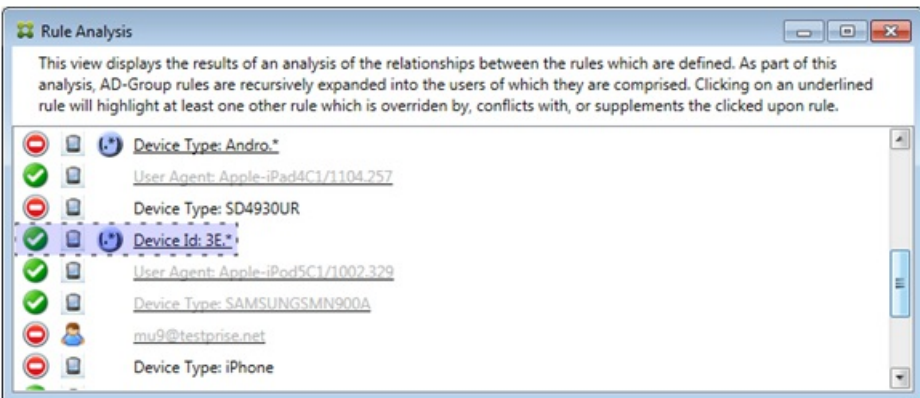 Rule Analysis
This view displays the results of an analysis of the relationships between the rules which are defined. As part of this
analysis, AD-Group rules are recursively expanded into the users of which they are comprised. Clicking on an underlined
rule will highlight at least one other rule which is overriden by, conflicts with, or supplements the clicked upon rule.
(.*) Device Type: Andro.*
User Agent: Apple-iPad4C1/1104.257
Device Type: SD4930UR
(.*) Device Id: 3E.*
User Agent: Apple-iPod5C1/1002.329
Device Type: SAMSUNGSMN900A
mu9@testprise.net
Device Type: iPhone